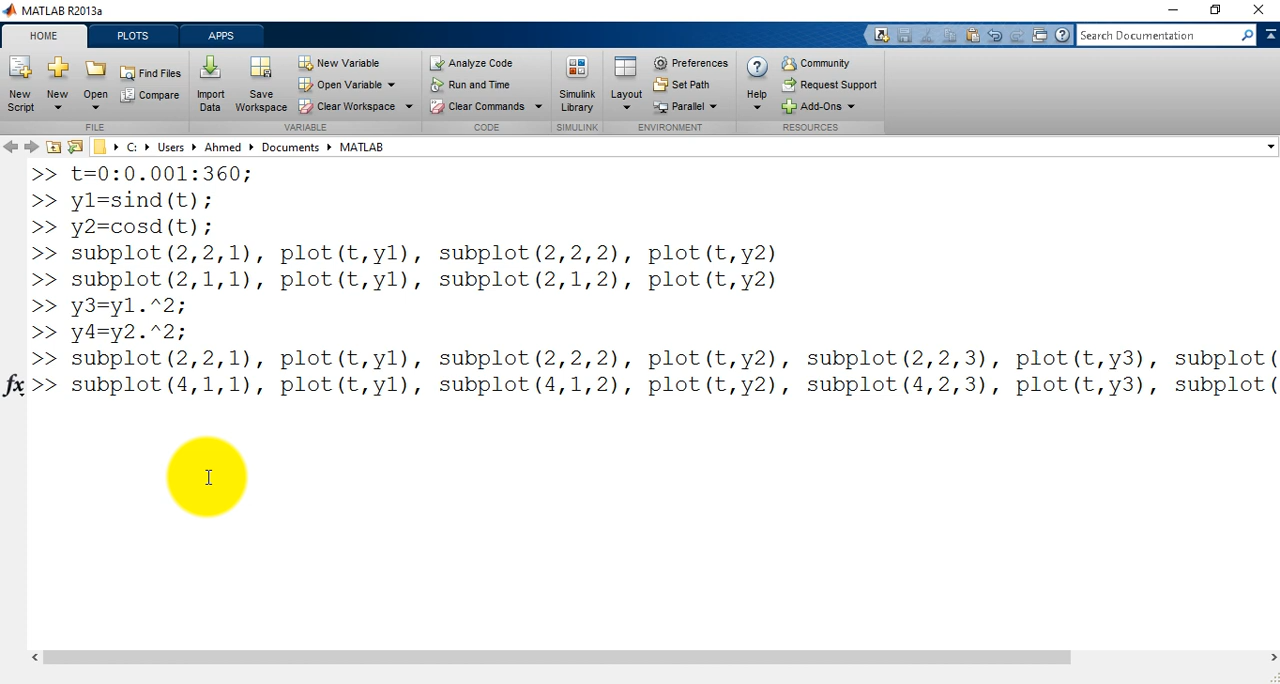 MATLAB R2013a
HOME PLOTS APPS Search Documentation
New Script New Open Find Files Compare Import Data Save Workspace New Variable Open Variable Clear Workspace Analyze Code Run and Time Clear Commands Simulink Library Layout Preferences Set Path Parallel Help Community Request Support Add-Ons
FILE VARIABLE CODE SIMULINK ENVIRONMENT RESOURCES
C: Users Ahmed Documents MATLAB
>> t=0:0.001:360;
>> y1=sind(t);
>> y2=cosd(t);
>> subplot(2,2,1), plot(t,y1), subplot(2,2,2), plot(t,y2)
>> subplot(2,1,1), plot(t,y1), subplot(2,1,2), plot(t,y2)
>> y3=y1.^2;
>> y4=y2.^2;
>> subplot(2,2,1), plot(t,y1), subplot(2,2,2), plot(t,y2), subplot(2,2,3), plot(t,y3), subplot(
fx >> subplot(4,1,1), plot(t,y1), subplot(4,1,2), plot(t,y2), subplot(4,2,3), plot(t,y3), subplot(